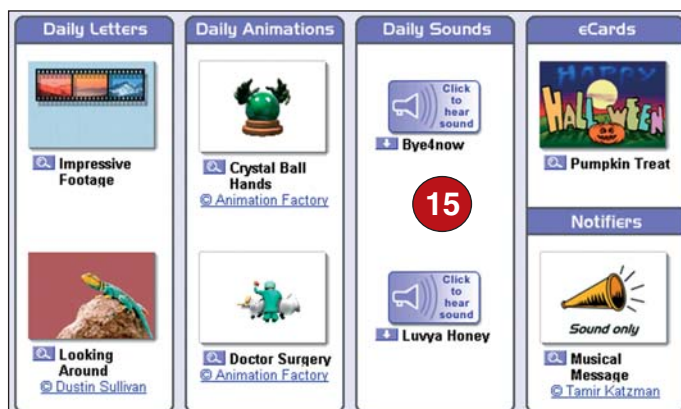 Daily Letters
Impressive
Footage
Looking
Around
© Dustin Sullivan
Daily Animations
Crystal Ball
Hands
© Animation Factory
Doctor Surgery
© Animation Factory
Daily Sounds
Click
to
hear
sound
Bye4now
15
Click
to
hear
sound
Luvya Honey
eCards
HAPPY
HALLOWEEN
Pumpkin Treat
Notifiers
Sound only
Musical
Message
© Tamir Katzman